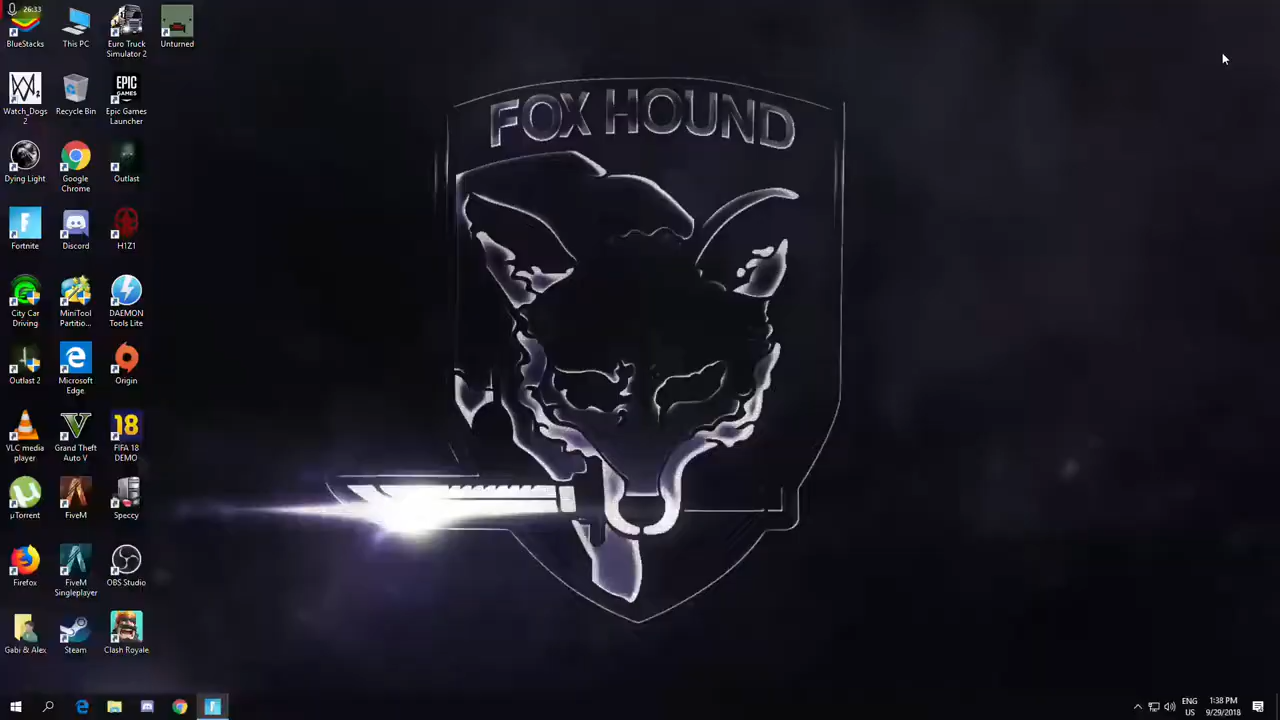 26:33
BlueStacks
This PC
Euro Truck
Simulator 2
Unturned
Watch_Dogs
2
Recycle Bin
EPIC
GAMES
Epic Games
Launcher
Dying Light
Google
Chrome
Outlast
Fortnite
Discord
H1Z1
City Car
Driving
MiniTool
Partitio...
DAEMON
Tools Lite
Outlast 2
Microsoft
Edge
Origin
VLC media
player
Grand Theft
Auto V
18
FIFA 18
DEMO
µTorrent
FiveM
Speccy
Firefox
FiveM
Singleplayer
OBS Studio
Gabi & Alex
Steam
Clash Royale
FOX HOUND
ENG
US
1:38 PM
9/29/2018